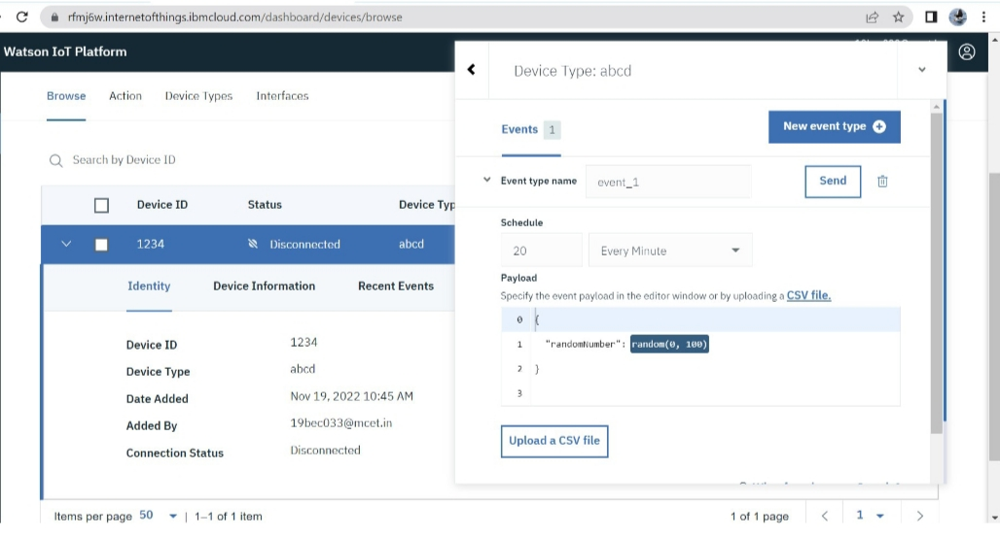 rfmj6w.internetofthings.ibmcloud.com/dashboard/devices/browse
Watson IoT Platform
Browse Action Device Types Interfaces
Search by Device ID
Device ID Status Device Typ
1234 Disconnected abcd
Identity Device Information Recent Events
Device ID 1234
Device Type abcd
Date Added Nov 19, 2022 10:45 AM
Added By 19bec033@mcet.in
Connection Status Disconnected
Items per page 50 | 1–1 of 1 item
1 of 1 page 1
Device Type: abcd
Events 1
New event type
Event type name event_1 Send
Schedule
20 Every Minute
Payload
Specify the event payload in the editor window or by uploading a CSV file.
0 {
1 "randomNumber": random(0, 100)
2 }
3
Upload a CSV file